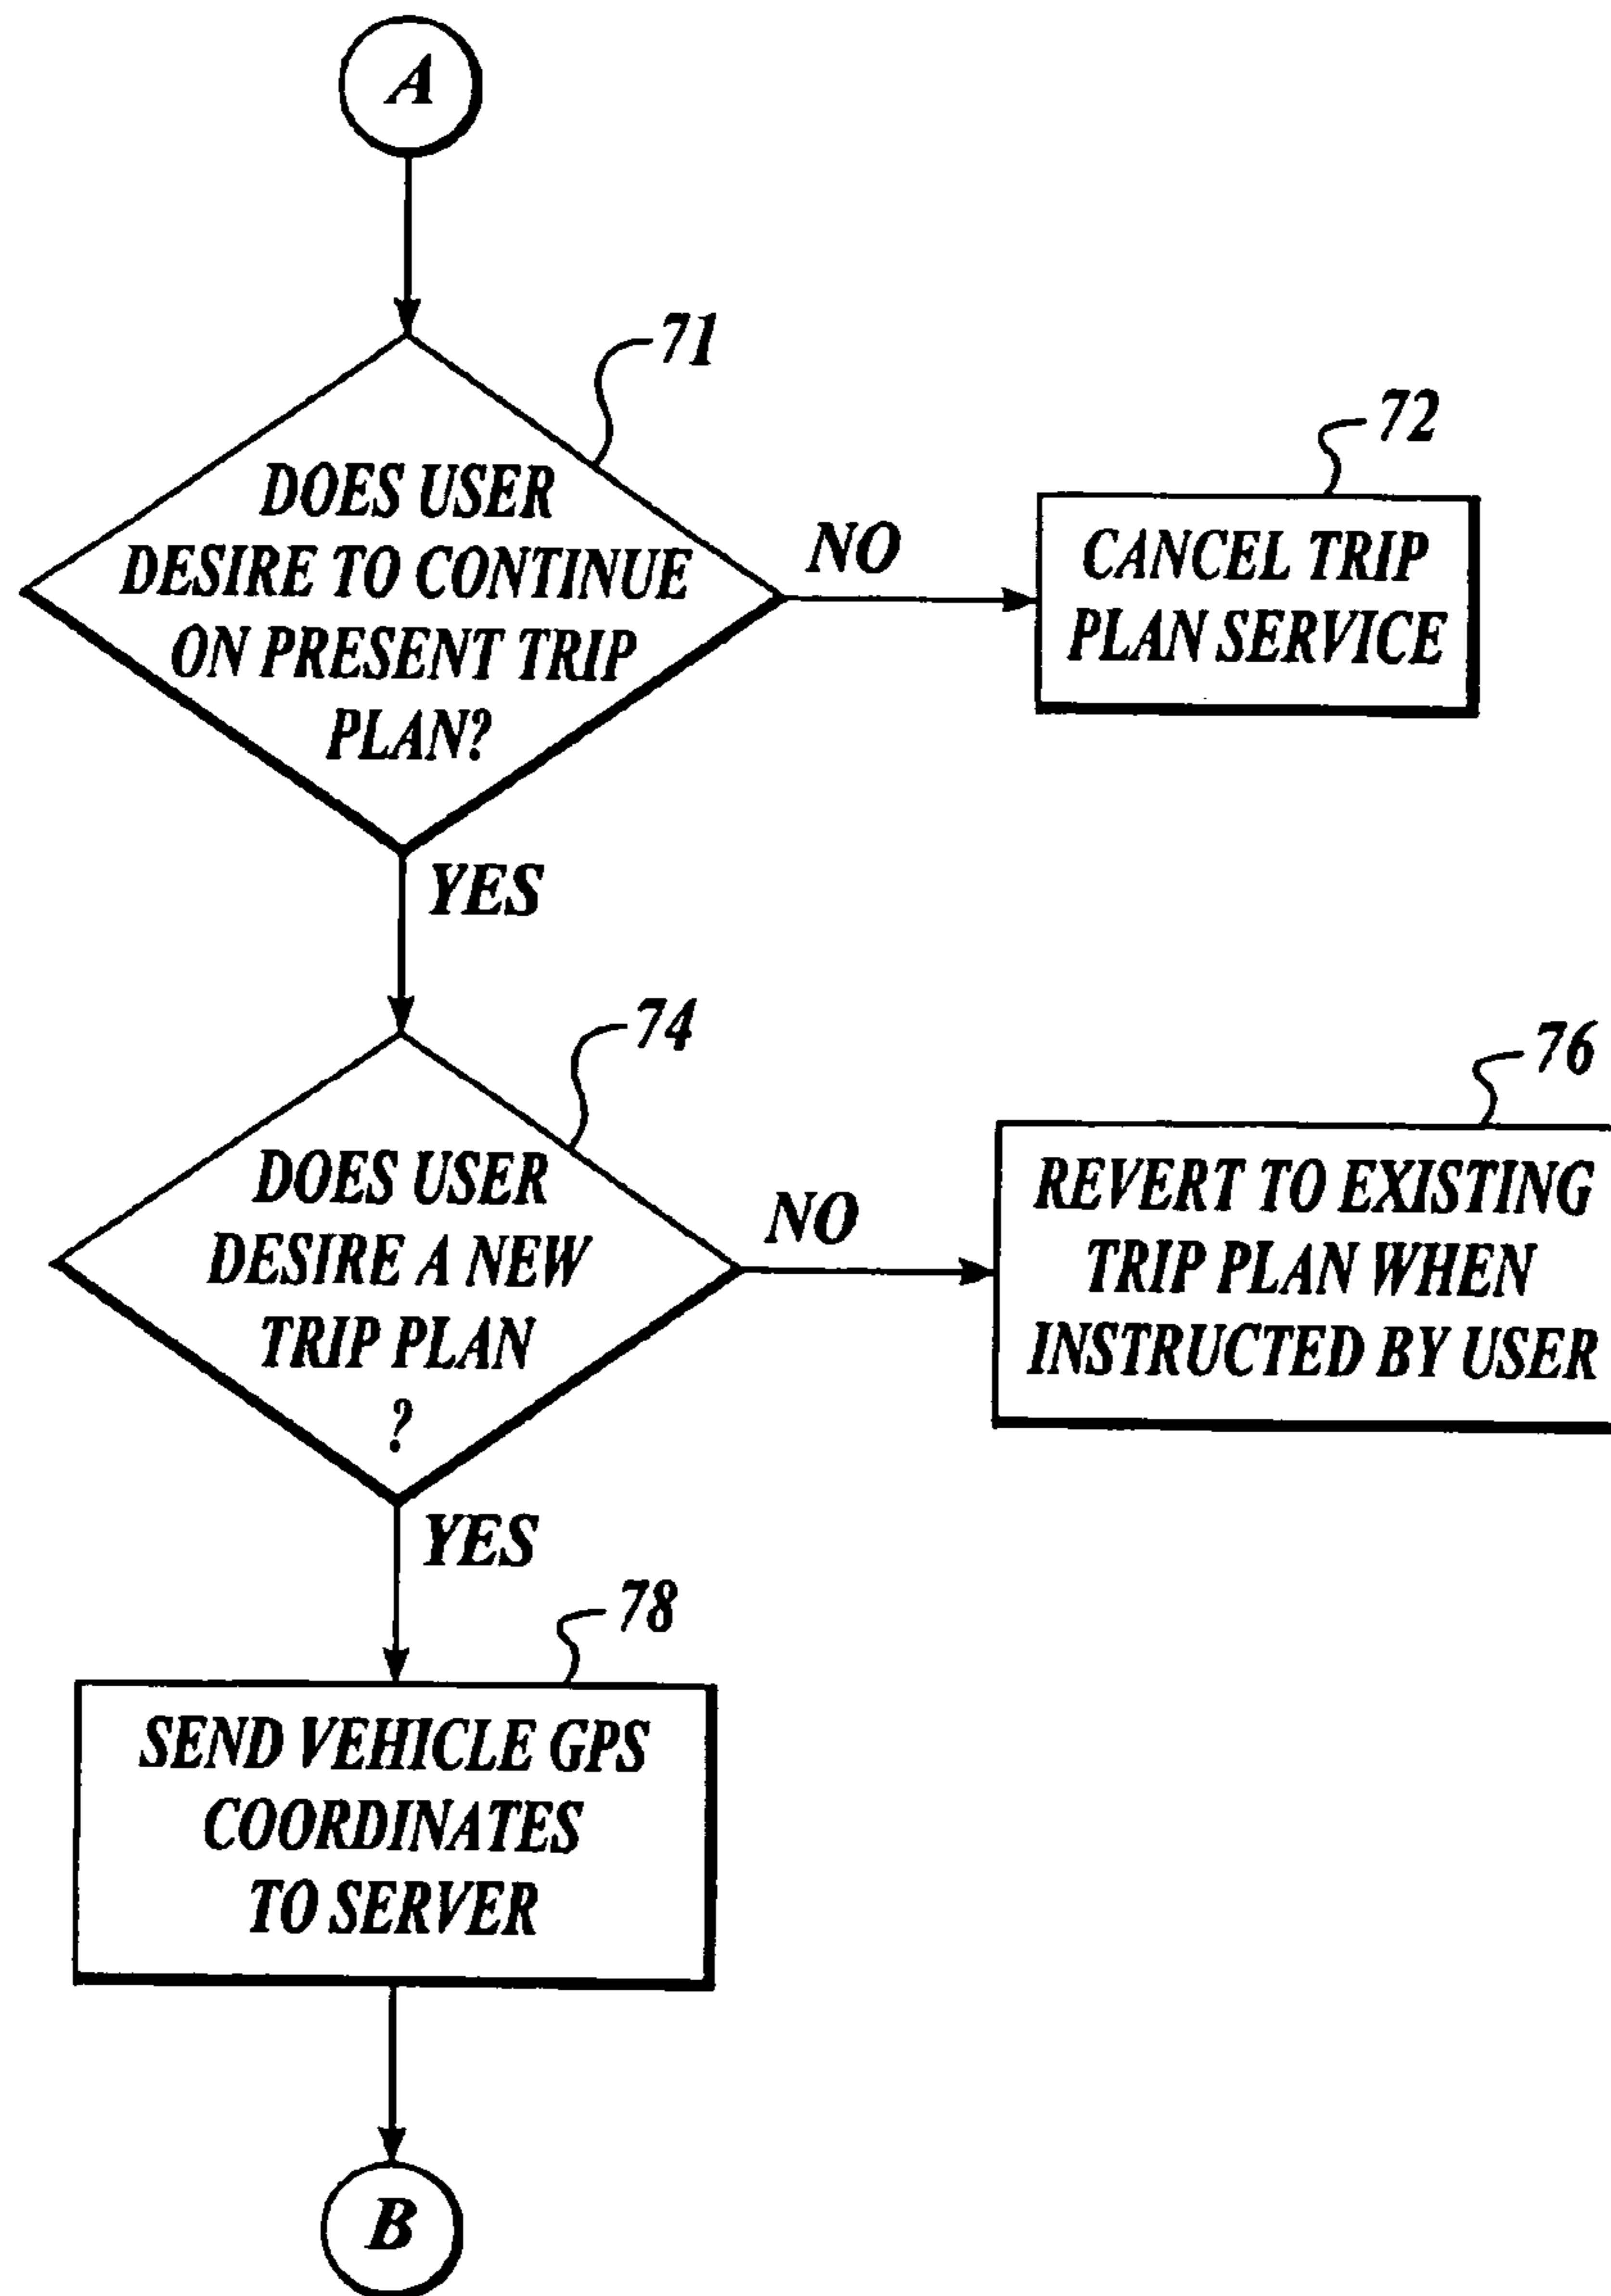 A
71
DOES USER
DESIRE TO CONTINUE
ON PRESENT TRIP
PLAN?
NO
72
CANCEL TRIP
PLAN SERVICE
YES
74
DOES USER
DESIRE A NEW
TRIP PLAN
?
NO
76
REVERT TO EXISTING
TRIP PLAN WHEN
INSTRUCTED BY USER
YES
78
SEND VEHICLE GPS
COORDINATES
TO SERVER
B